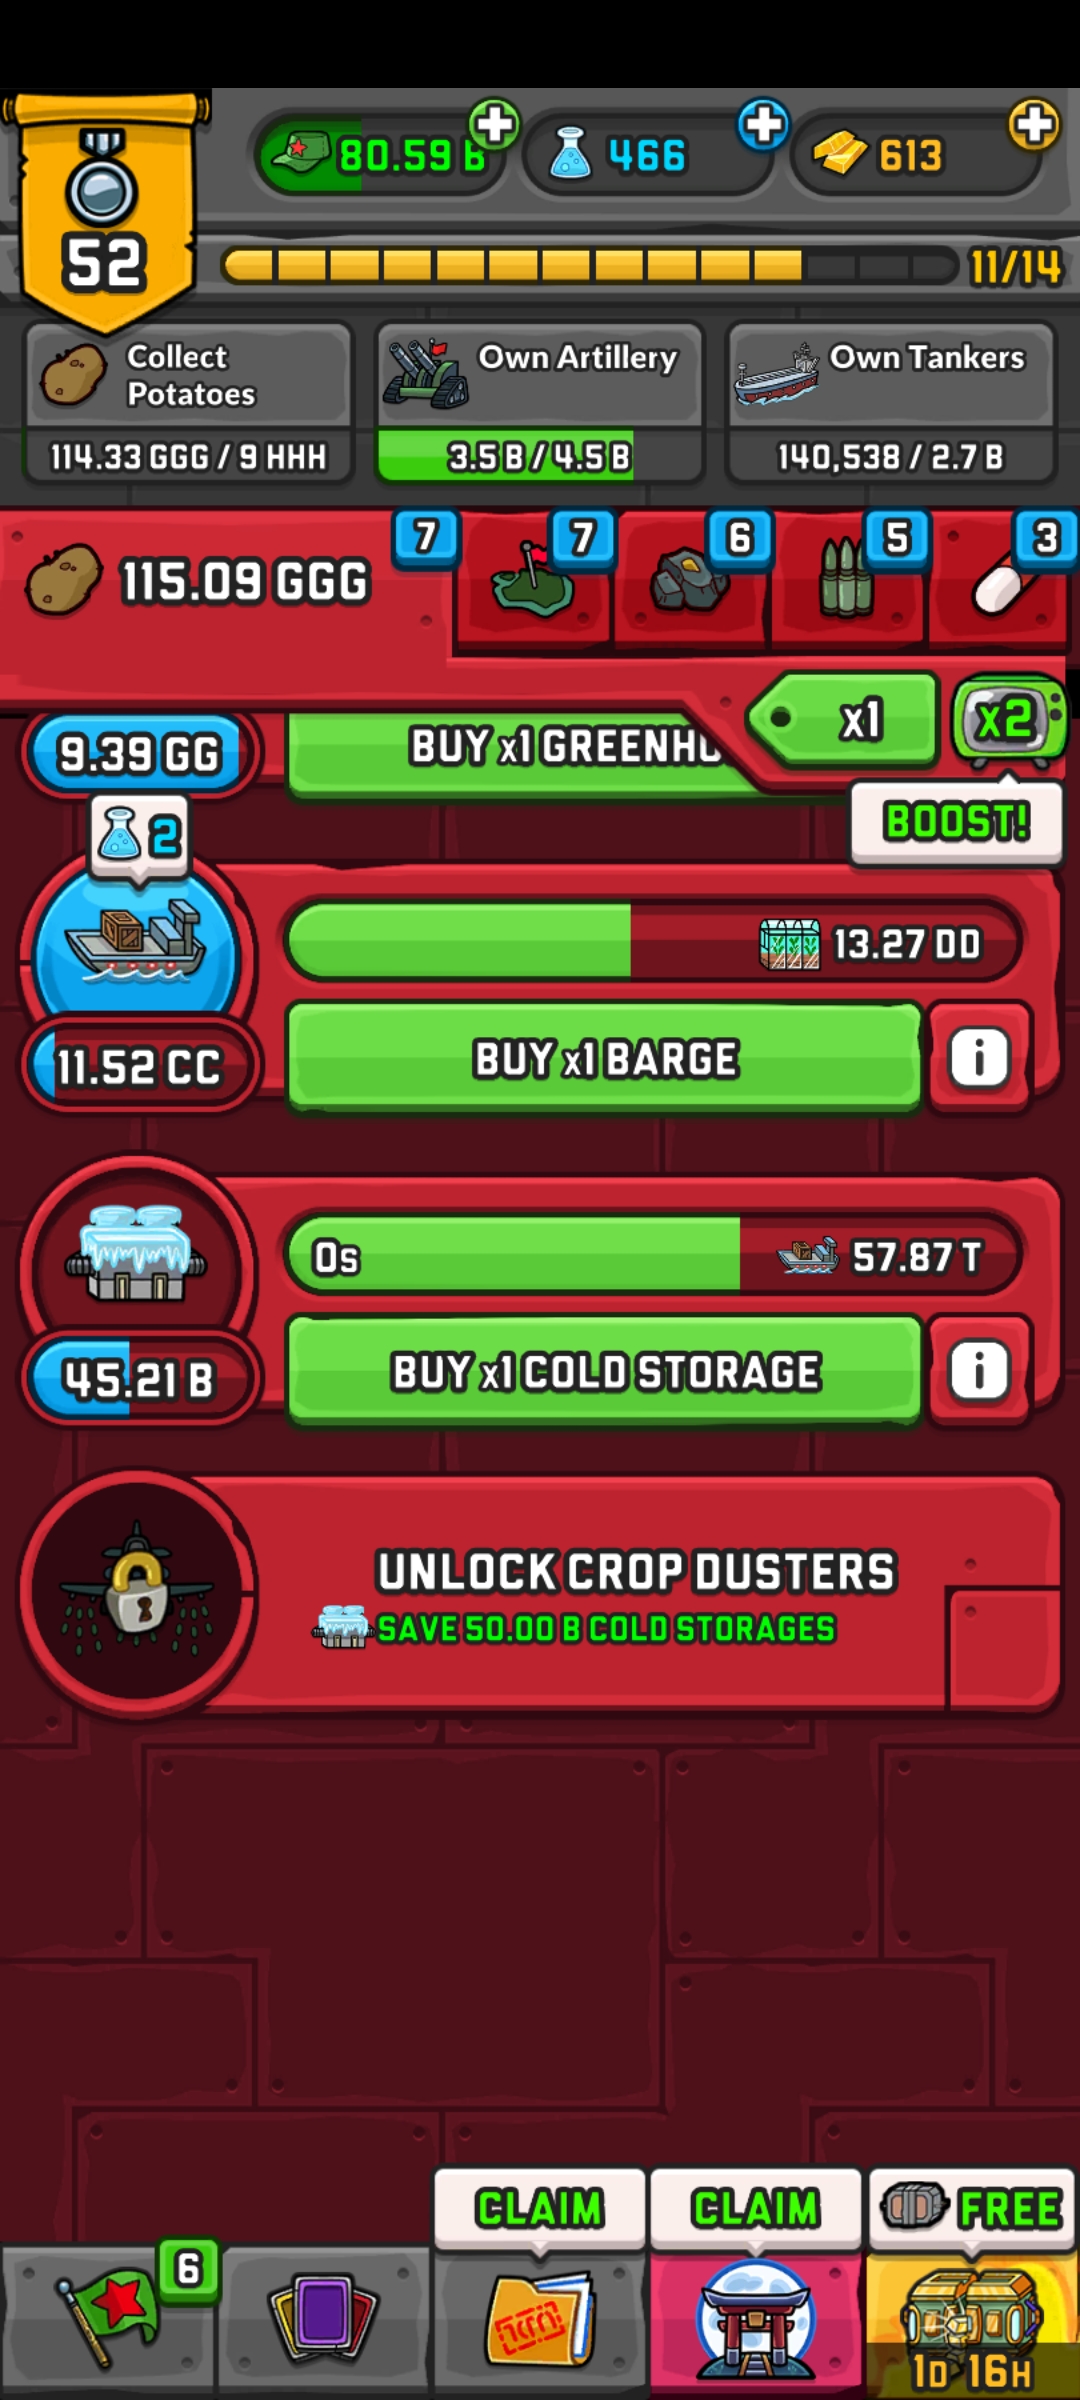 80.59 B
466
613
52
11/14
Collect
Potatoes
Own Artillery
Own Tankers
114.33 GGG / 9 HHH
3.5 B / 4.5 B
140,538 / 2.7 B
7
7
6
5
3
115.09 GGG
x1
x2
BOOST!
9.39 GG
BUY x1 GREENHO
2
13.27 DD
11.52 CC
BUY x1 BARGE
i
0s
57.87 T
45.21 B
BUY x1 COLD STORAGE
i
UNLOCK CROP DUSTERS
SAVE 50.00 B COLD STORAGES
CLAIM
CLAIM
FREE
6
1D 16H